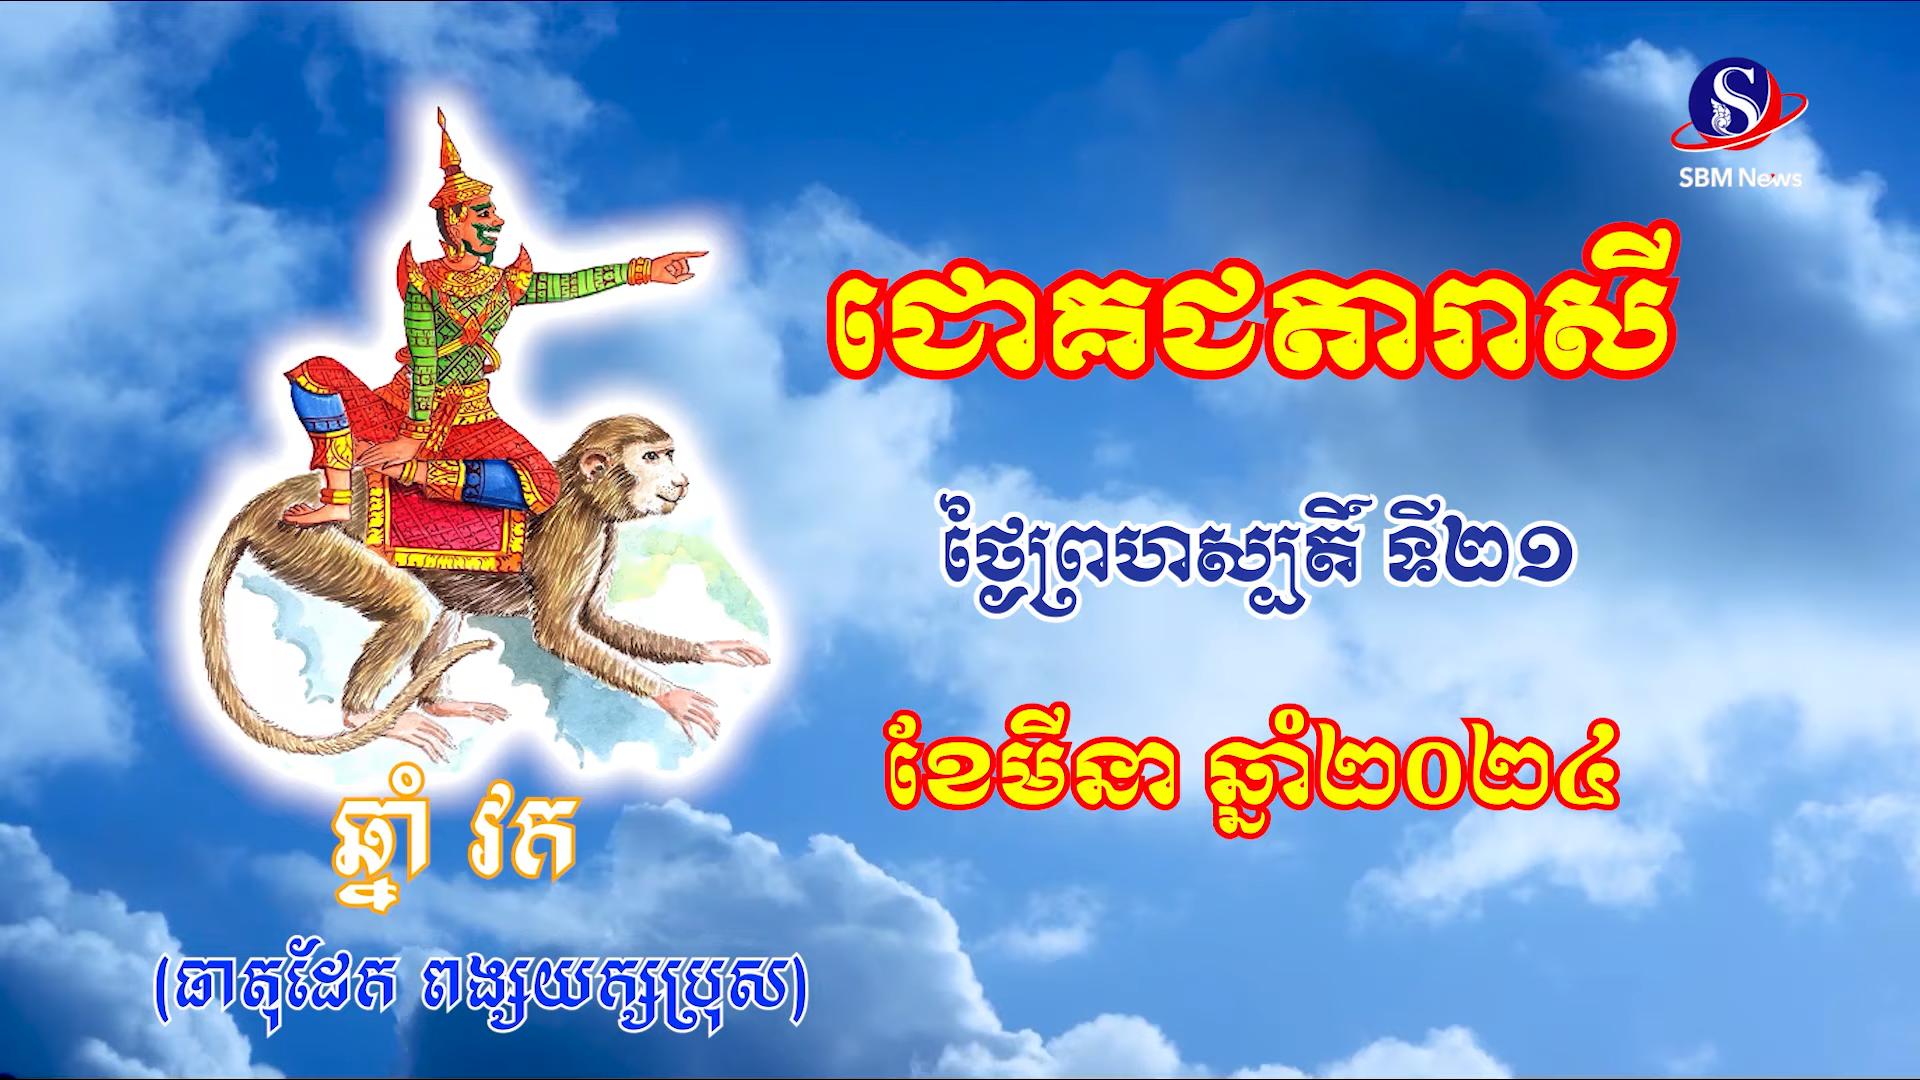 SBM News
ជោគជតារាសី
ថ្ងៃព្រហស្បតិ៍ ទី២១
ខែមីនា ឆ្នាំ២០២៤
ឆ្នាំ វក
(ធាតុដែក ពង្សយក្សប្រុស)